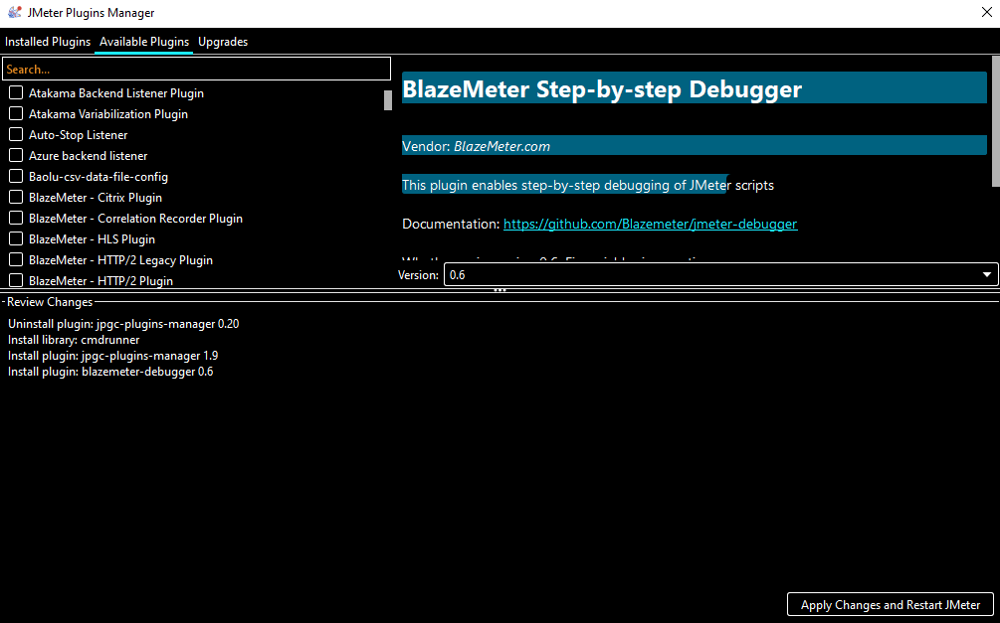 JMeter Plugins Manager
Installed Plugins Available Plugins Upgrades
Search...
Atakama Backend Listener Plugin
Atakama Variabilization Plugin
Auto-Stop Listener
Azure backend listener
Baolu-csv-data-file-config
BlazeMeter - Citrix Plugin
BlazeMeter - Correlation Recorder Plugin
BlazeMeter - HLS Plugin
BlazeMeter - HTTP/2 Legacy Plugin
BlazeMeter - HTTP/2 Plugin
BlazeMeter Step-by-step Debugger
Vendor: BlazeMeter.com
This plugin enables step-by-step debugging of JMeter scripts
Documentation: https://github.com/Blazemeter/jmeter-debugger
Version: 0.6
Review Changes
Uninstall plugin: jpgc-plugins-manager 0.20
Install library: cmdrunner
Install plugin: jpgc-plugins-manager 1.9
Install plugin: blazemeter-debugger 0.6
Apply Changes and Restart JMeter